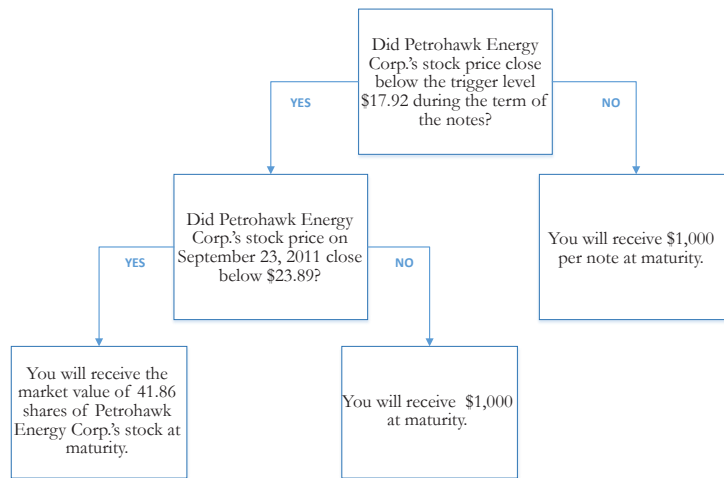 Did Petrohawk Energy
Corp.'s stock price close
below the trigger level
$17.92 during the term of
the notes?
YES
NO
Did Petrohawk Energy
Corp.'s stock price on
September 23, 2011 close
below $23.89?
You will receive $1,000
per note at maturity.
YES
NO
You will receive the
market value of 41.86
shares of Petrohawk
Energy Corp.'s stock at
maturity.
You will receive $1,000
at maturity.